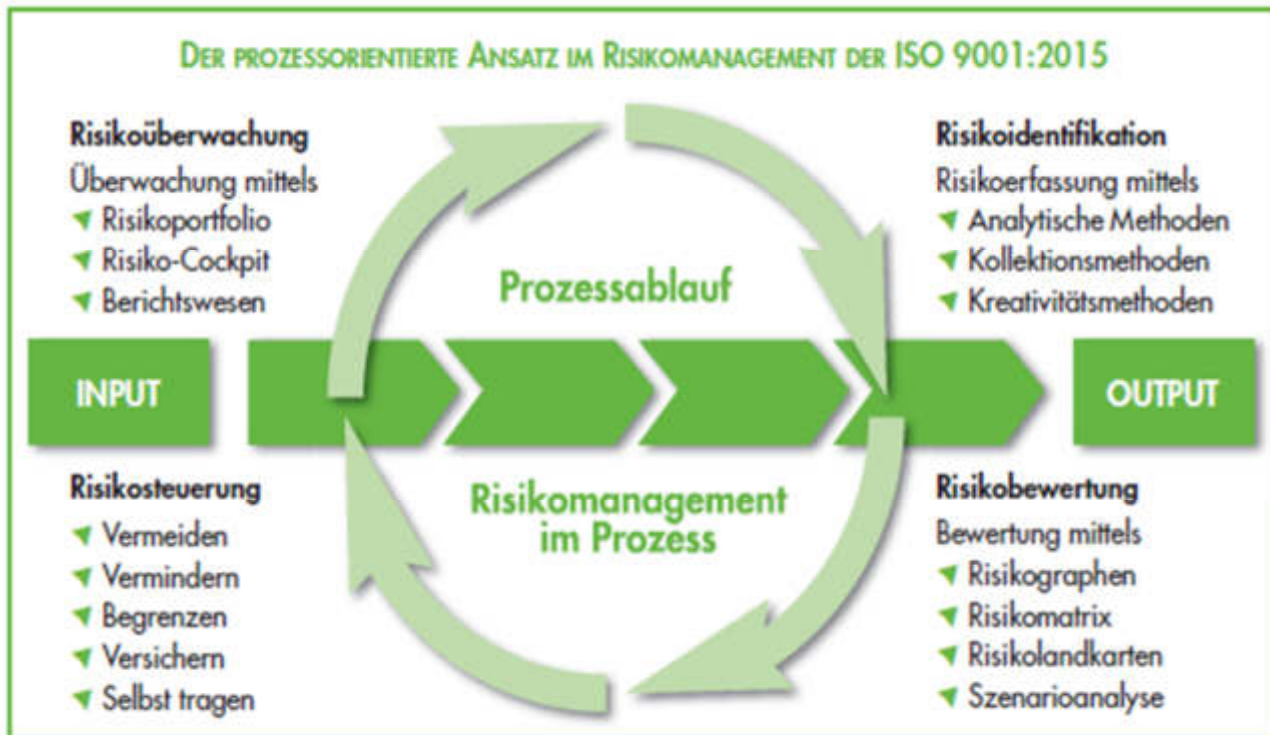 DER PROZESSORIENTIERTE ANSATZ IM RISIKOMANAGEMENT DER ISO 9001:2015
Risikoüberwachung
Überwachung mittels
Risikoportfolio
Risiko-Cockpit
Berichtswesen
Risikoidentifikation
Risikoerfassung mittels
Analytische Methoden
Kollektionsmethoden
Kreativitätsmethoden
Prozessablauf
INPUT
OUTPUT
Risikomanagement
im Prozess
Risikosteuerung
Vermeiden
Vermindern
Begrenzen
Versichern
Selbst tragen
Risikobewertung
Bewertung mittels
Risikographen
Risikomatrix
Risikolandkarten
Szenarioanalyse